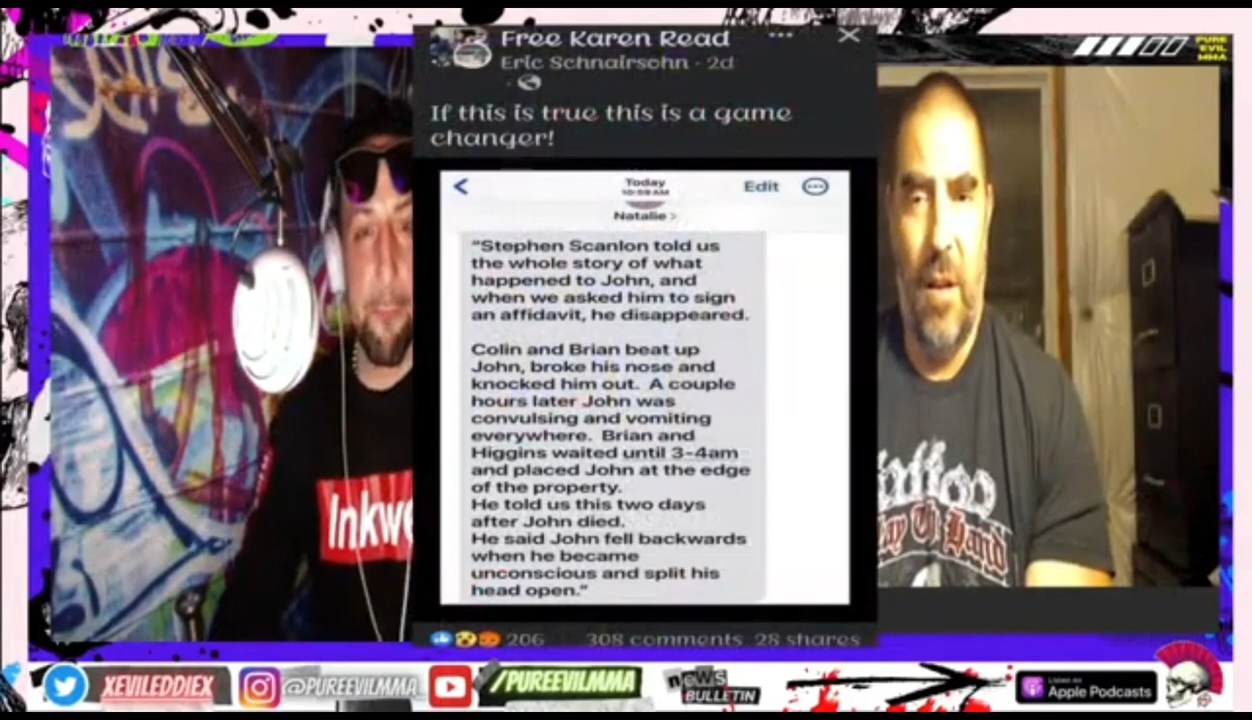 Free Karen Read
Eric Schnairsohn · 2d
If this is true this is a game
changer!
Today
10:59 AM
Edit
Natalie >
"Stephen Scanlon told us
the whole story of what
happened to John, and
when we asked him to sign
an affidavit, he disappeared.
Colin and Brian beat up
John, broke his nose and
knocked him out. A couple
hours later John was
convulsing and vomiting
everywhere. Brian and
Higgins waited until 3-4am
and placed John at the edge
of the property.
He told us this two days
after John died.
He said John fell backwards
when he became
unconscious and split his
head open."
206 308 comments 28 shares
PURE
EVIL
MMA
Inkwe
XEVILEDDIEX
@PUREEVILMMA
/PUREEVILMMA
NEWS
BULLETIN
Listen on
Apple Podcasts